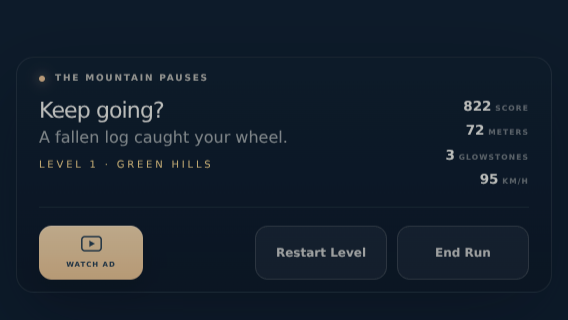 THE MOUNTAIN PAUSES
Keep going?
A fallen log caught your wheel.
LEVEL 1 · GREEN HILLS
822 SCORE
72 METERS
3 GLOWSTONES
95 KM/H
WATCH AD
Restart Level
End Run